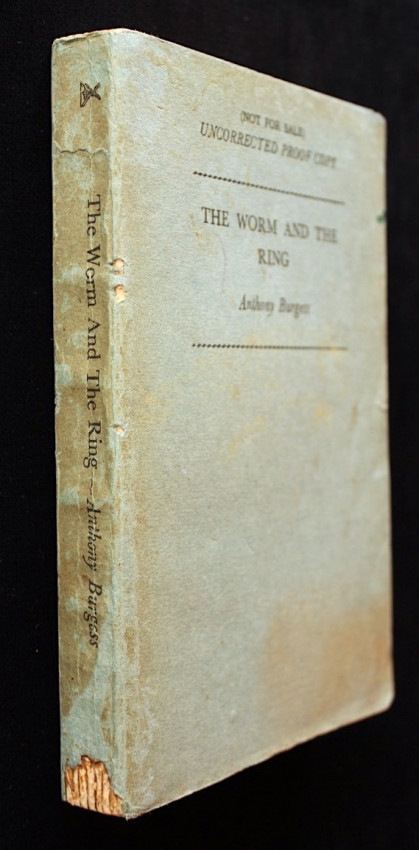 (NOT FOR SALE)
UNCORRECTED PROOF COPY
THE WORM AND THE
RING
Anthony Burgess
The Worm And The Ring ~ Anthony Burgess